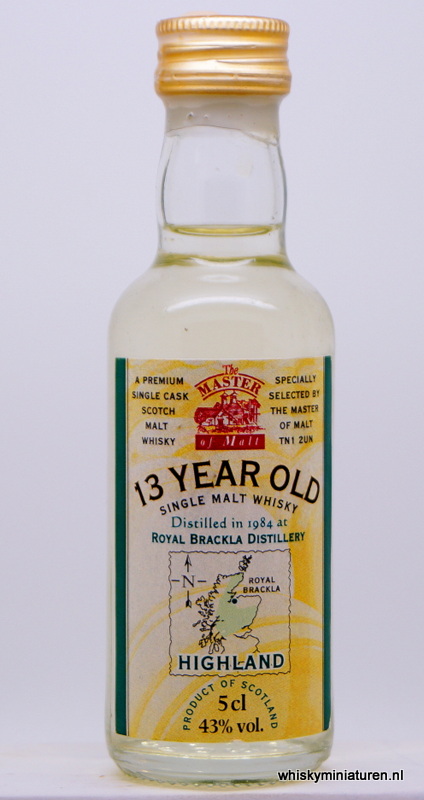 A PREMIUM
SINGLE CASK
SCOTCH
MALT
WHISKY
The
MASTER
of Malt
SPECIALLY
SELECTED BY
THE MASTER
OF MALT
TN1 2UN
13 YEAR OLD
SINGLE MALT WHISKY
Distilled in 1984 at
ROYAL BRACKLA DISTILLERY
N
ROYAL
BRACKLA
HIGHLAND
PRODUCT OF SCOTLAND
5 cl
43% vol.
whiskyminiaturen.nl